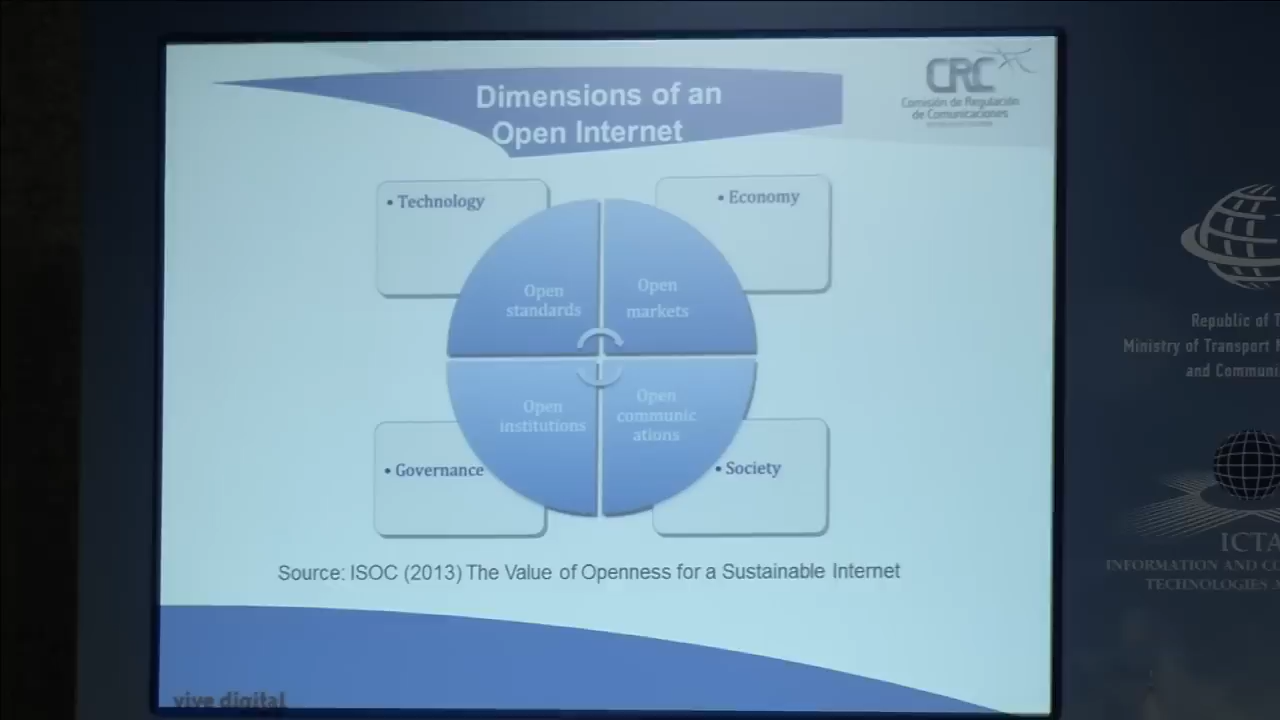 Dimensions of an
Open Internet
CRC
Comisión de Regulación
de Comunicaciones
• Technology
• Economy
Open
standards
Open
markets
Open
institutions
Open
communic
ations
• Governance
• Society
Source: ISOC (2013) The Value of Openness for a Sustainable Internet
vive digital
Republic of T
Ministry of Transport
and Communi
ICTA
INFORMATION AND CO
TECHNOLOGIES